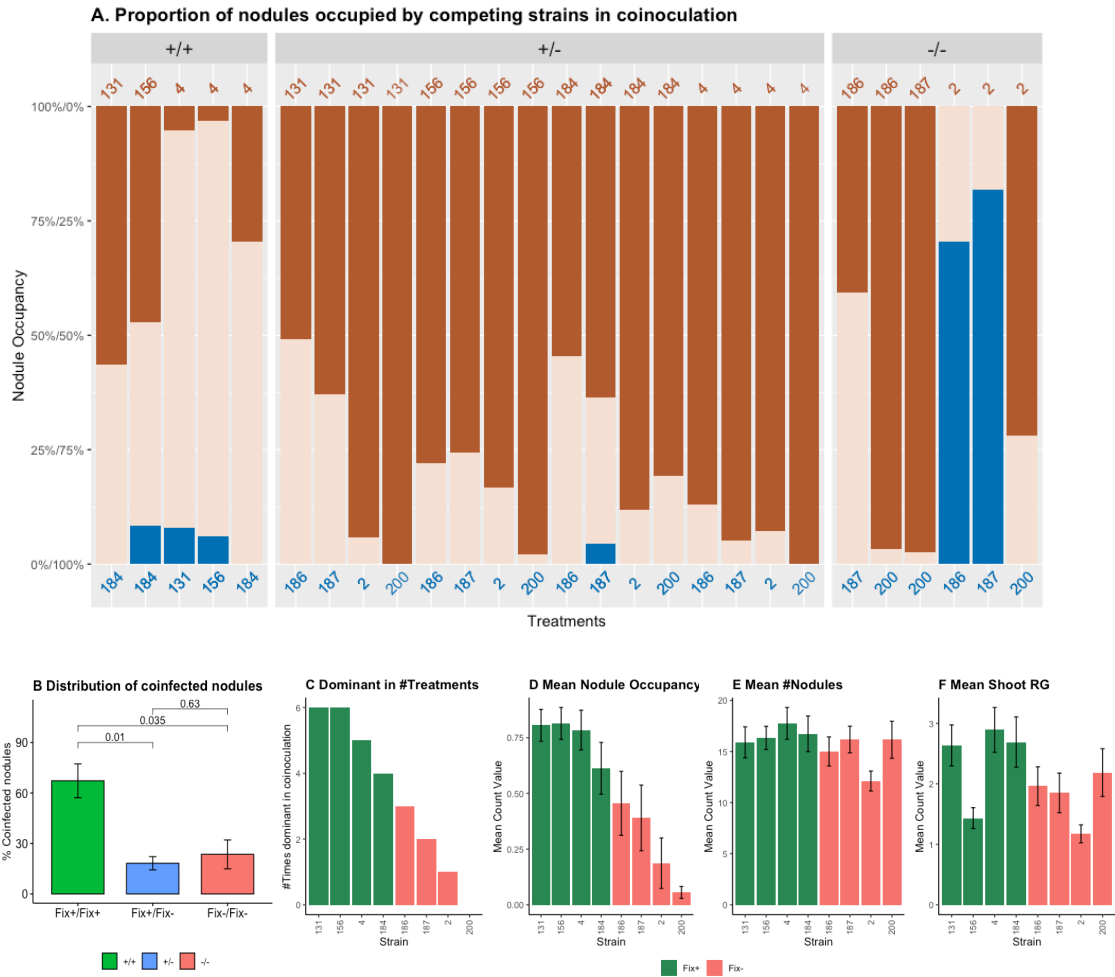 A. Proportion of nodules occupied by competing strains in coinoculation
+/+ +/- -/-
131 156 4 4 4 131 131 131 131 156 156 156 156 184 184 184 184 4 4 4 4 186 186 187 2 2 2
100%/0%
75%/25%
50%/50%
25%/75%
0%/100%
Nodule Occupancy
184 184 131 156 184 186 187 2 200 186 187 2 200 186 187 2 200 186 187 2 200 187 200 200 186 187 200
Treatments
B Distribution of coinfected nodules
0.63
0.035
0.01
90
60
30
0
% Coinfected nodules
Fix+/Fix+ Fix+/Fix- Fix-/Fix-
+/+ +/- -/-
C Dominant in #Treatments
6
4
2
0
#Times dominant in coinoculation
131 156 4 184 186 187 2 200
Strain
D Mean Nodule Occupancy
0.75
0.50
0.25
0.00
Mean Count Value
131 156 4 184 186 187 2 200
Strain
E Mean #Nodules
20
15
10
5
0
Mean Count Value
131 156 4 184 186 187 2 200
Strain
F Mean Shoot RG
3
2
1
0
Mean Count Value
131 156 4 184 186 187 2 200
Strain
Fix+ Fix-